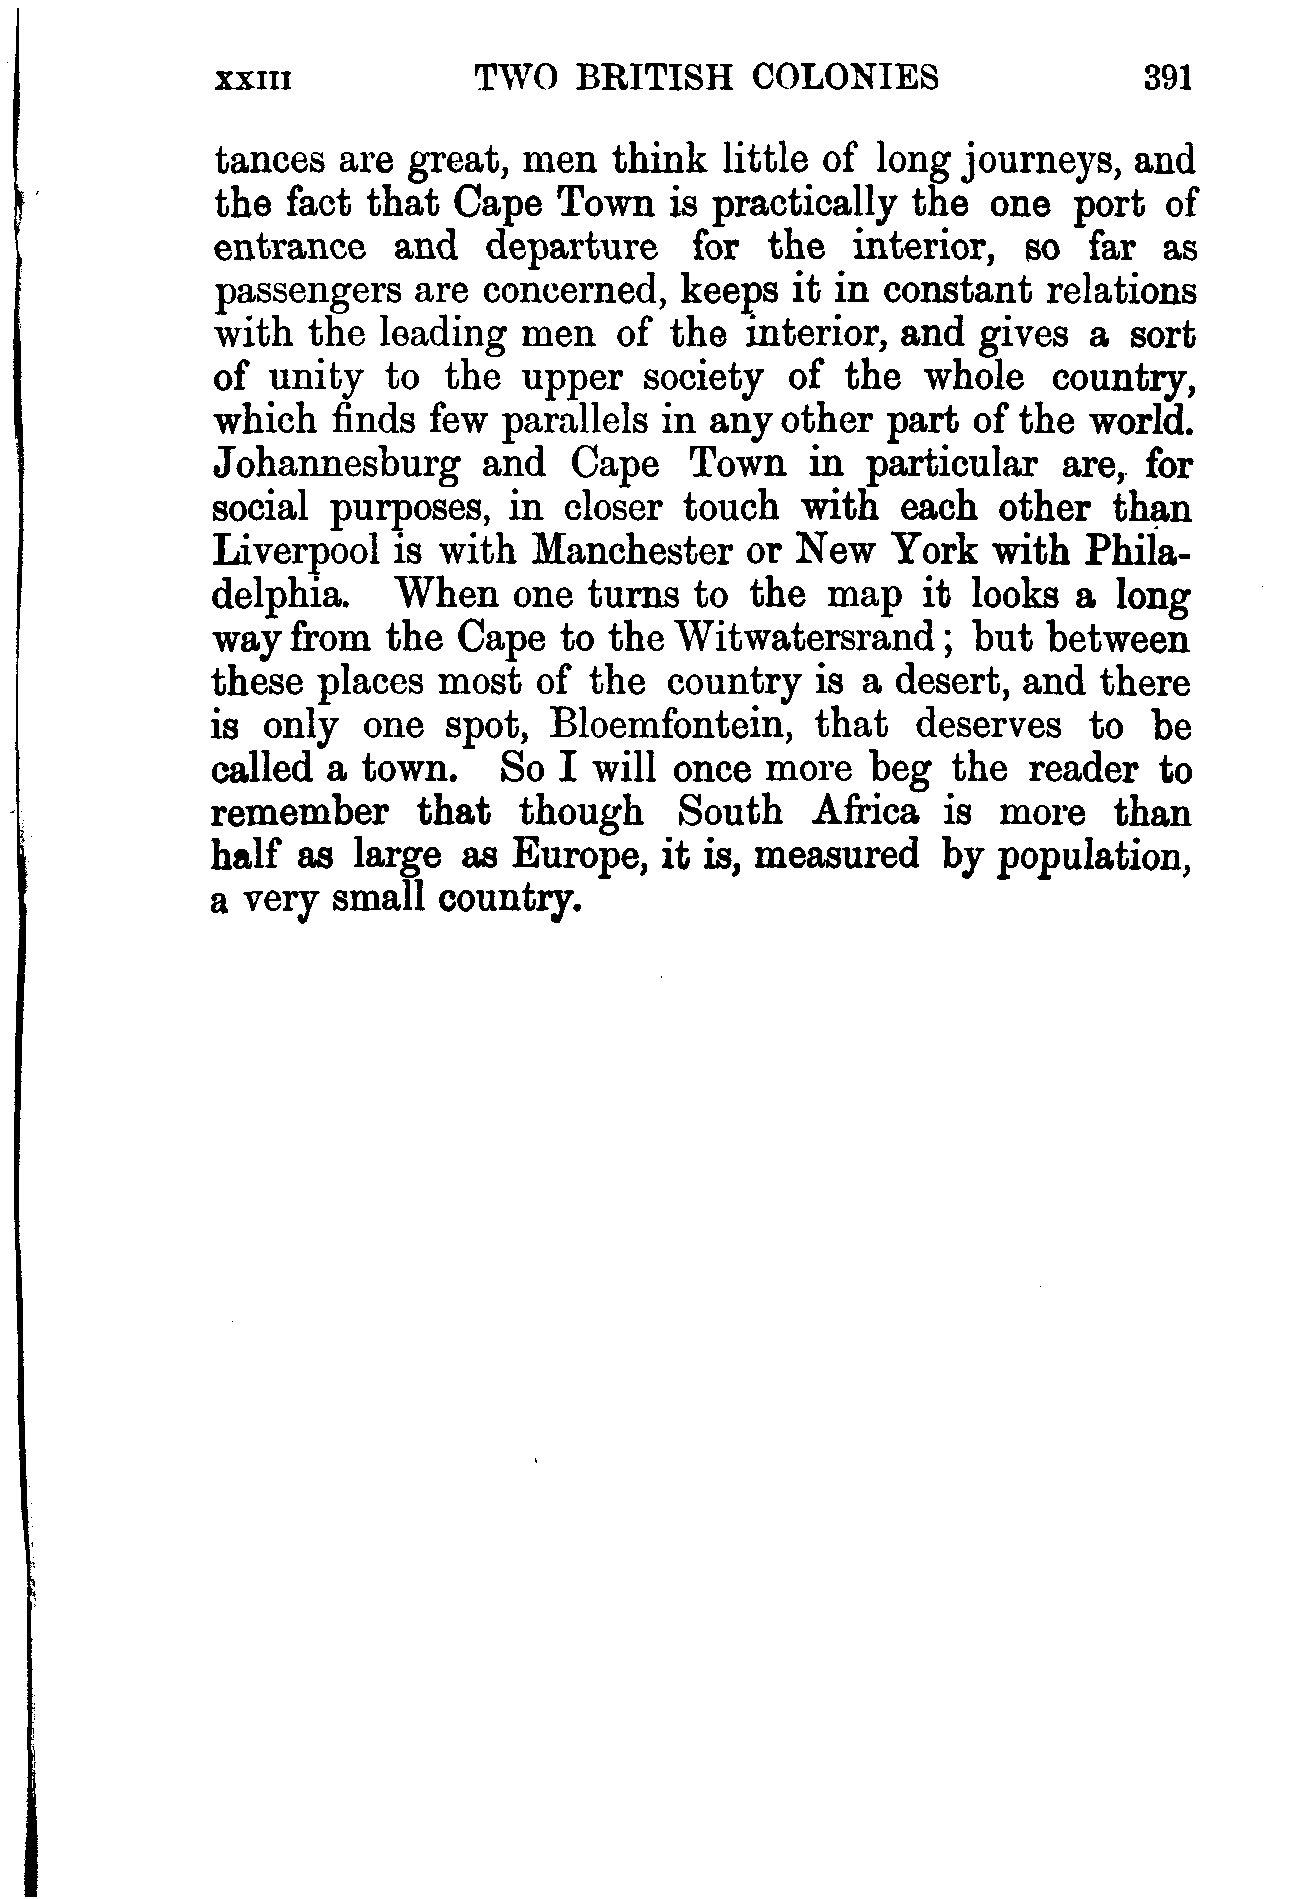 XXIII TWO BRITISH COLONIES 391
tances are great, men think little of long journeys, and
the fact that Cape Town is practically the one port of
entrance and departure for the interior, so far as
passengers are concerned, keeps it in constant relations
with the leading men of the interior, and gives a sort
of unity to the upper society of the whole country,
which finds few parallels in any other part of the world.
Johannesburg and Cape Town in particular are, for
social purposes, in closer touch with each other than
Liverpool is with Manchester or New York with Phila-
delphia. When one turns to the map it looks a long
way from the Cape to the Witwatersrand; but between
these places most of the country is a desert, and there
is only one spot, Bloemfontein, that deserves to be
called a town. So I will once more beg the reader to
remember that though South Africa is more than
half as large as Europe, it is, measured by population,
a very small country.